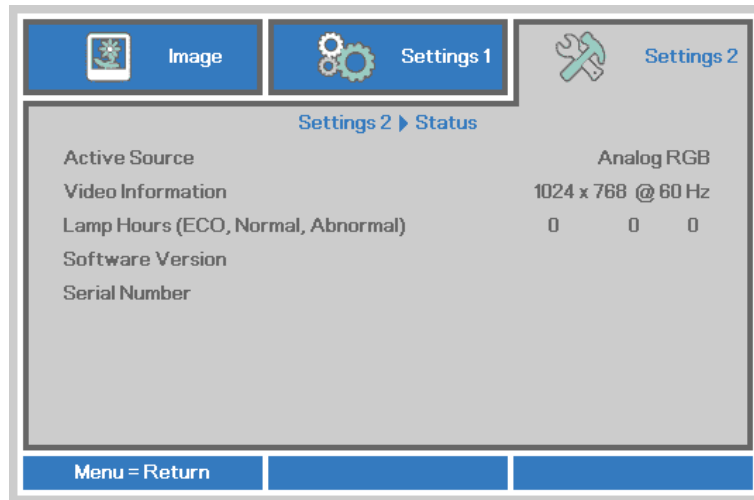 Image Settings 1 Settings 2
Settings 2 ▶ Status
Active Source Analog RGB
Video Information 1024 x 768 @ 60 Hz
Lamp Hours (ECO, Normal, Abnormal) 0 0 0
Software Version
Serial Number
Menu = Return